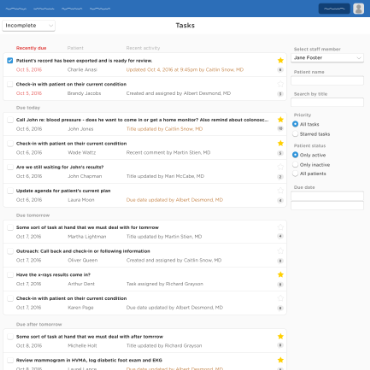 Incomplete
Tasks
Recently due Patient Recent activity
Patient's record has been exported and is ready for review.
Oct 5, 2016 Charlie Anssi Updated Oct 4, 2016 at 9:40am by Caitlin Snow, MD
Check-in with patient on their current condition
Oct 5, 2016 Brandy Jacobs Created and assigned by Albert Desmond, MD
Due today
Call John re: blood pressure - does he want to come in or get a home monitor? Also remind about colonosc...
Oct 6, 2016 John Jones Title updated by Caitlin Snow, MD
Check-in with patient on their current condition
Oct 6, 2016 Wade Waltz Recent comment by Martin Stein, MD
Are we still waiting for John's results?
Oct 6, 2016 John Chapman Title updated by Mari McCabe, MD
Update agenda for patient's current plan
Oct 6, 2016 Laura Moon Due date updated by Albert Desmond, MD
Due tomorrow
Some sort of task at hand that we must deal with for tomorrow
Oct 7, 2016 Martha Lightman Title updated by Martin Stein, MD
Outreach: Call back and check-in or following information
Oct 7, 2016 Oliver Queen Created and assigned by Caitlin Snow, MD
Have the x-rays results come in?
Oct 7, 2016 Arthur Dent Task assigned by Richard Grayson
Check-in with patient on their current condition
Oct 7, 2016 Karen Page Due date updated by Albert Desmond, MD
Due after tomorrow
Some sort of task at hand that we must deal with after tomorrow
Oct 8, 2016 Michelle Holt Title updated by Richard Grayson
Review mammogram in HVMA, lag diabetic foot exam and EKG
Oct 8, 2016 Laurel Lance Due date updated by Albert Desmond, MD
Select staff member
Jane Foster
Patient name
Search by title
Priority
All tasks
Starred tasks
Patient status
Only active
Only inactive
All patients
Due date